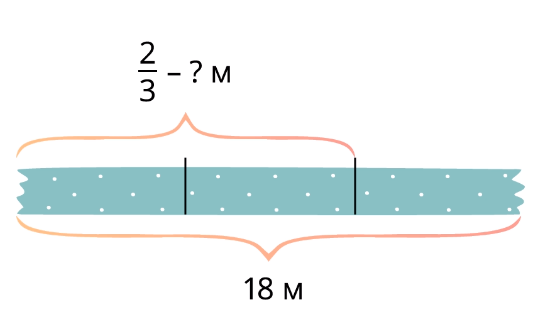 2/3 – ? м
18 м